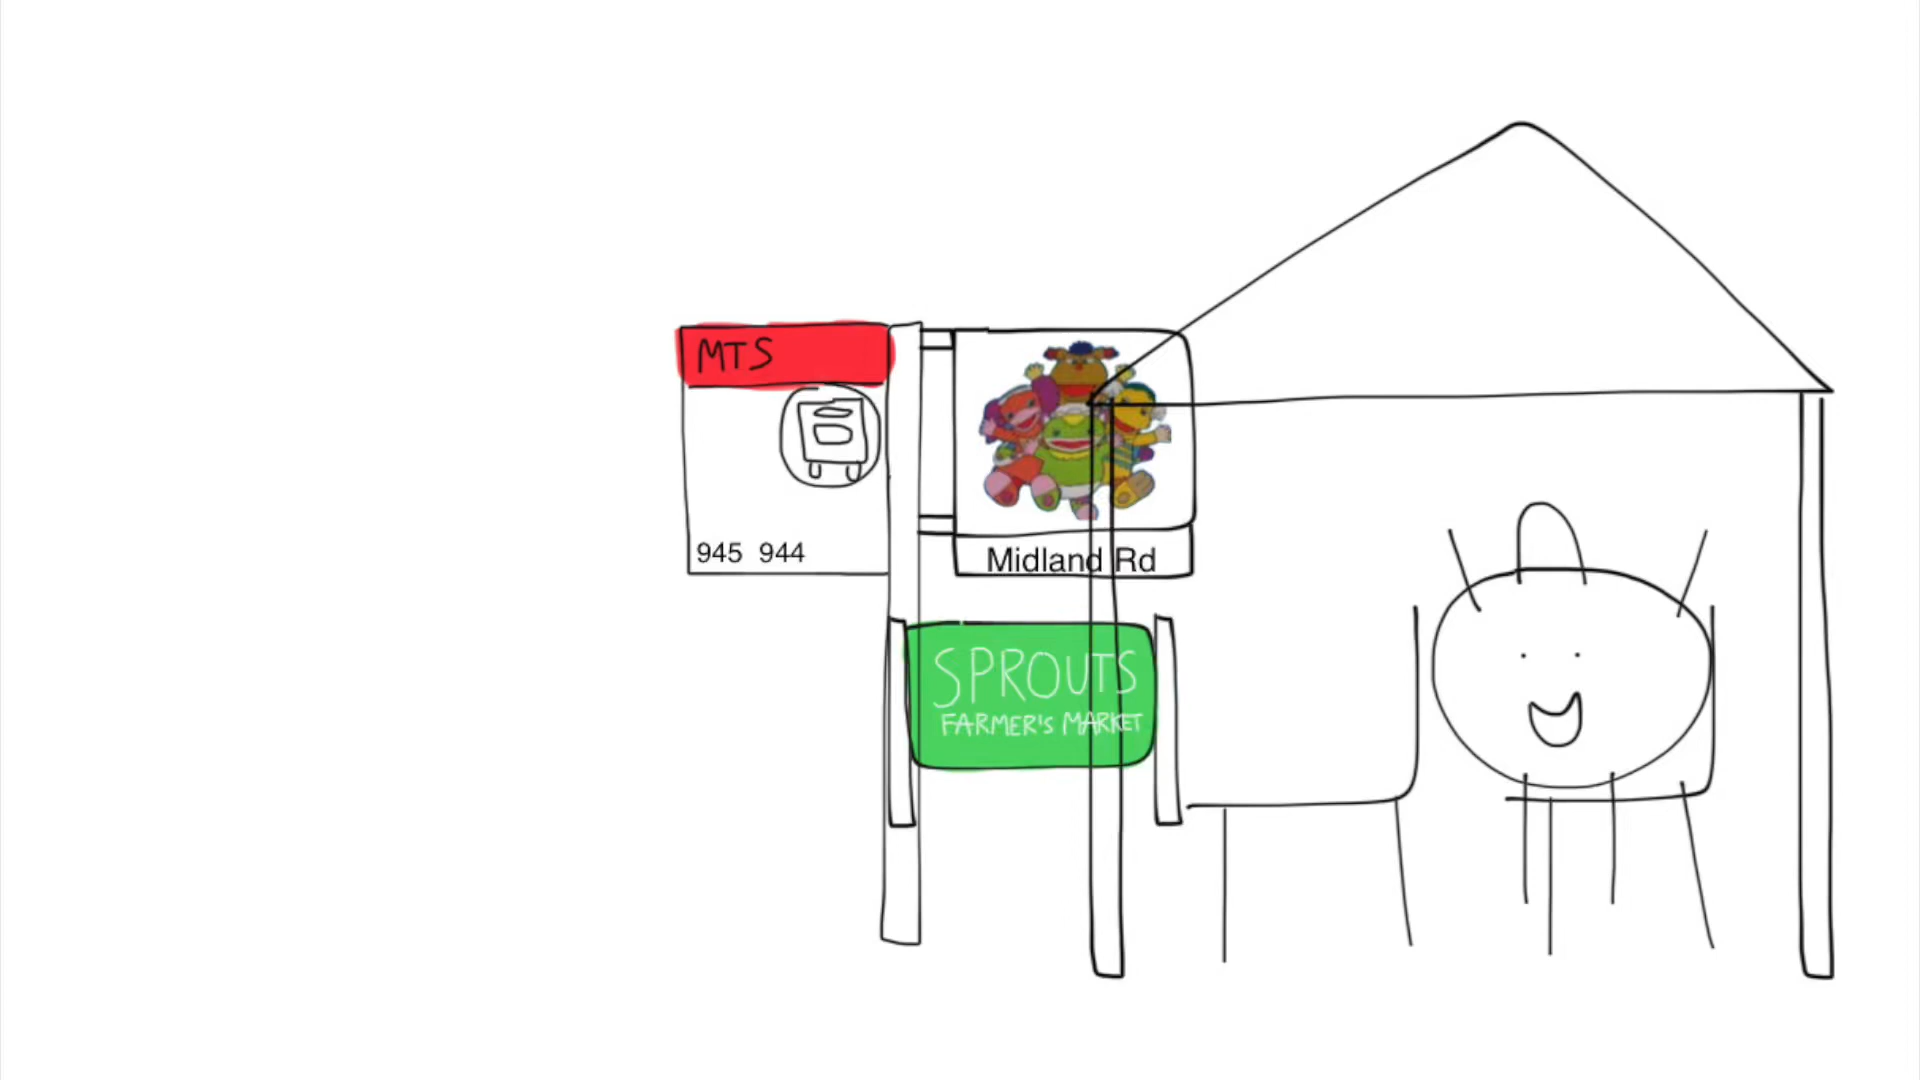 MTS
945 944
Midland Rd
SPROUTS
FARMER'S MARKET